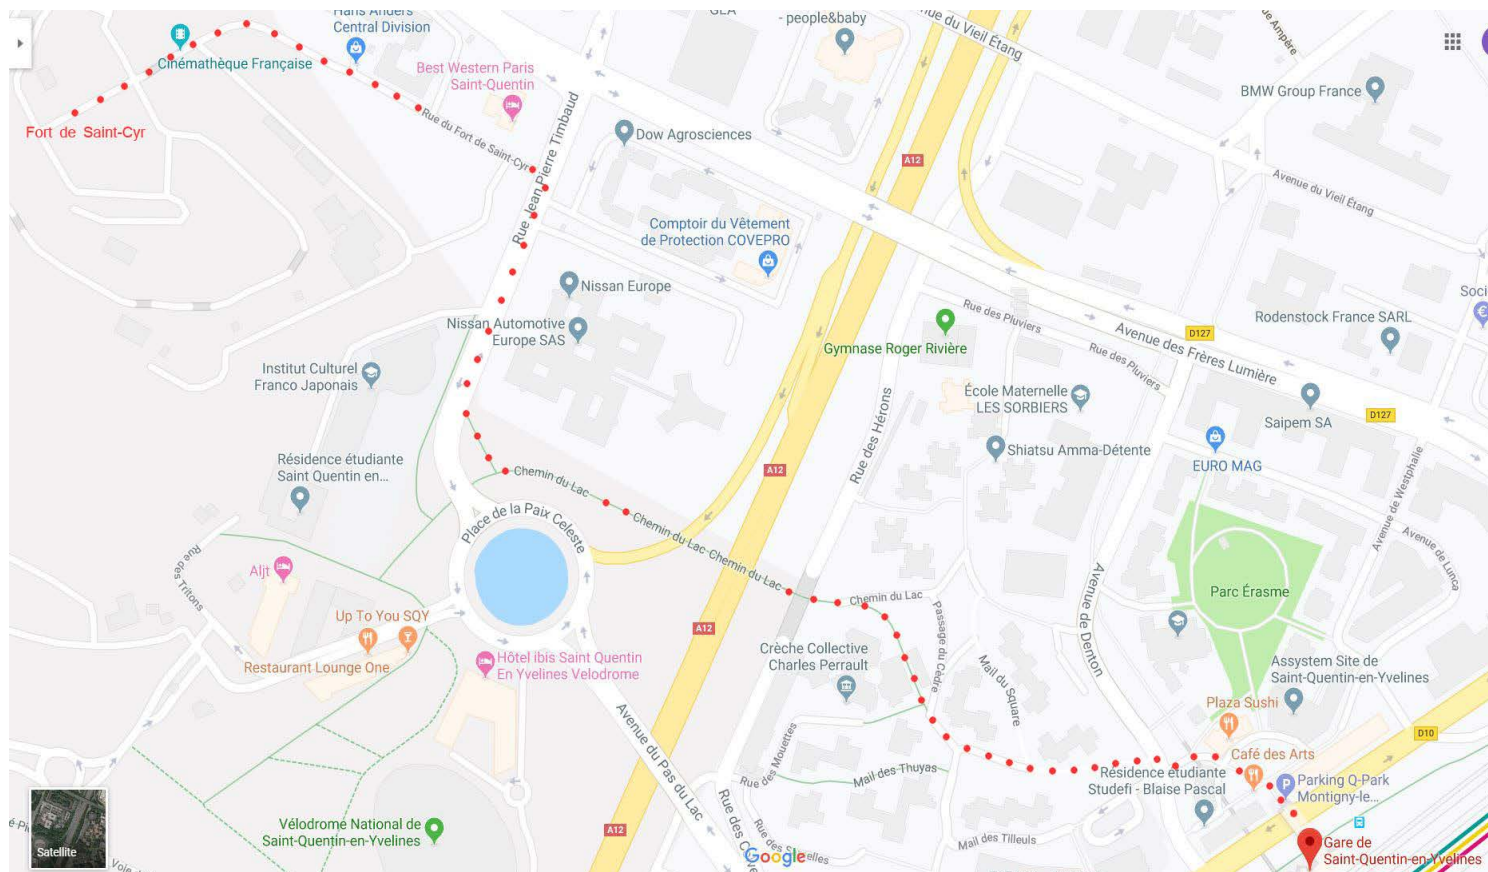 Hans Anders
Central Division
GEA
- people&baby
Avenue du Vieil Étang
Rue Ampère
Cinémathèque Française
Best Western Paris
Saint-Quentin
BMW Group France
Fort de Saint-Cyr
Rue du Fort de Saint-Cyr
Rue Jean Pierre Timbaud
Dow Agrosciences
A12
Avenue du Vieil Étang
Comptoir du Vêtement
de Protection COVEPRO
Nissan Europe
Nissan Automotive
Europe SAS
Rue des Pluviers
Soci
Rodenstock France SARL
D127
Avenue des Frères Lumière
Gymnase Roger Rivière
Rue des Pluviers
Institut Culturel
Franco Japonais
École Maternelle
LES SORBIERS
Saipem SA
D127
Rue des Hérons
Shiatsu Amma-Détente
EURO MAG
Résidence étudiante
Saint Quentin en...
A12
Chemin du Lac
Chemin du Lac
Chemin du Lac
Chemin du Lac
Place de la Paix Celeste
Avenue de Westphalie
Avenue de Lunca
Rue des Tritons
Aljt
Parc Érasme
Avenue de Denton
Chemin du Lac
Passage du Cèdre
Up To You SQY
A12
Restaurant Lounge One
Hôtel ibis Saint Quentin
En Yvelines Velodrome
Crèche Collective
Charles Perrault
Mail du Square
Assystem Site de
Saint-Quentin-en-Yvelines
Plaza Sushi
Avenue du Pas du Lac
D10
Café des Arts
Rue des Mouettes
Mail des Thuyas
Résidence étudiante
Studefi - Blaise Pascal
Parking Q-Park
Montigny-le...
Vélodrome National de
Saint-Quentin-en-Yvelines
A12
Mail des Tilleuls
Gare de
Saint-Quentin-en-Yvelines
Satellite
Google